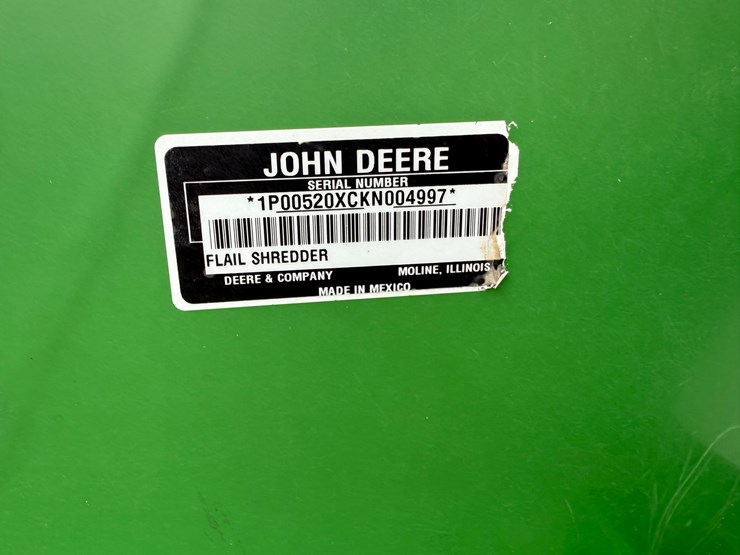 JOHN DEERE
SERIAL NUMBER
*1P00520XCKN004997*
FLAIL SHREDDER
DEERE & COMPANY MOLINE, ILLINOIS
MADE IN MEXICO